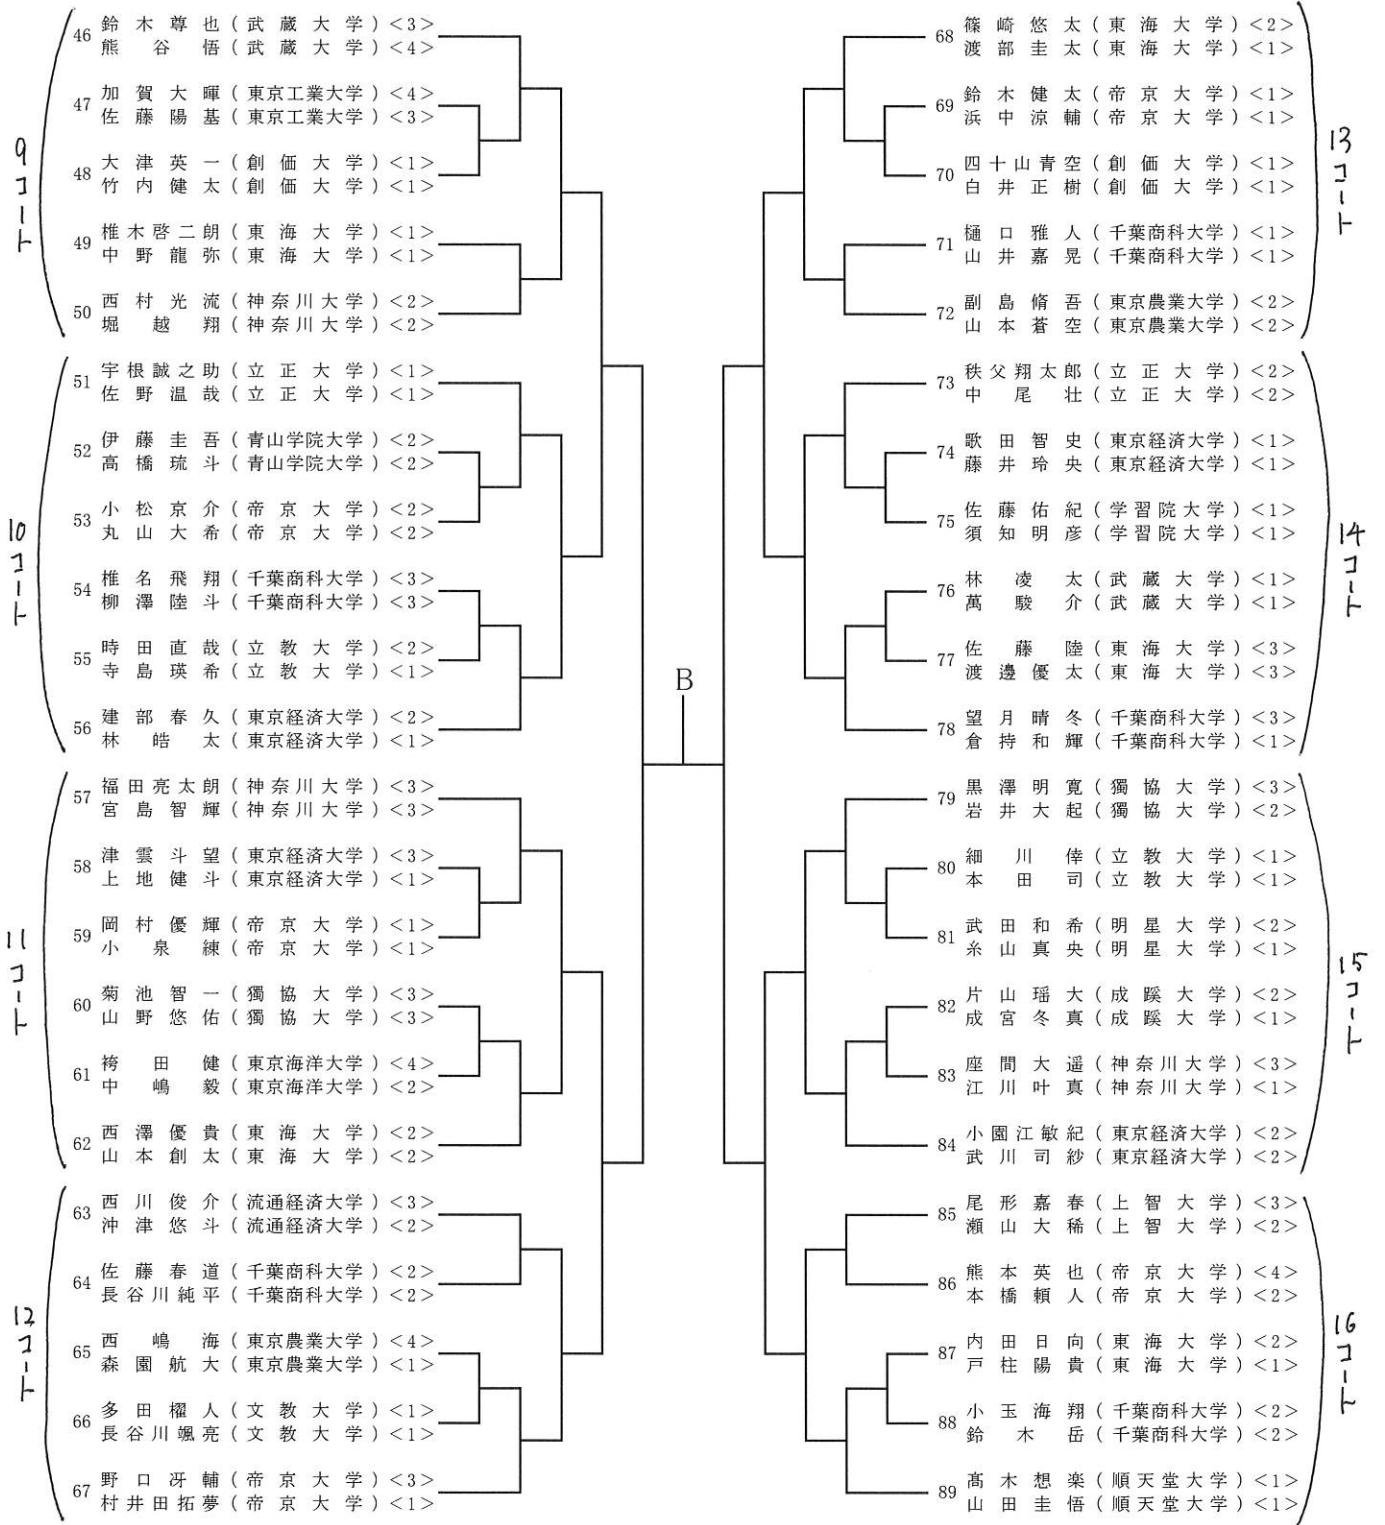 9コート
46 鈴木尊也(武蔵大学)<3>
熊谷悟(武蔵大学)<4>
47 加賀大暉(東京工業大学)<4>
佐藤陽基(東京工業大学)<3>
48 大津英一(創価大学)<1>
竹内健太(創価大学)<1>
49 椎木啓二朗(東海大学)<1>
中野龍弥(東海大学)<1>
50 西村光流(神奈川大学)<2>
堀越翔(神奈川大学)<2>
10コート
51 宇根誠之助(立正大学)<1>
佐野温哉(立正大学)<1>
52 伊藤圭吾(青山学院大学)<2>
高橋琉斗(青山学院大学)<2>
53 小松京介(帝京大学)<2>
丸山大希(帝京大学)<2>
54 椎名飛翔(千葉商科大学)<3>
柳澤陸斗(千葉商科大学)<3>
55 時田直哉(立教大学)<2>
寺島瑛希(立教大学)<1>
56 建部春久(東京経済大学)<2>
林皓太(東京経済大学)<1>
11コート
57 福田亮太朗(神奈川大学)<3>
宮島智輝(神奈川大学)<3>
58 津雲斗望(東京経済大学)<3>
上地健斗(東京経済大学)<1>
59 岡村優輝(帝京大学)<1>
小泉練(帝京大学)<1>
60 菊池智一(獨協大学)<3>
山野悠佑(獨協大学)<3>
61 袴田健(東京海洋大学)<4>
中嶋毅(東京海洋大学)<2>
62 西澤優貴(東海大学)<2>
山本創太(東海大学)<2>
12コート
63 西川俊介(流通経済大学)<3>
沖津悠斗(流通経済大学)<2>
64 佐藤春道(千葉商科大学)<2>
長谷川純平(千葉商科大学)<2>
65 西嶋海(東京農業大学)<4>
森園航大(東京農業大学)<1>
66 多田櫂人(文教大学)<1>
長谷川颯亮(文教大学)<1>
67 野口冴輔(帝京大学)<3>
村井田拓夢(帝京大学)<1>
B
13コート
68 篠崎悠太(東海大学)<2>
渡部圭太(東海大学)<1>
69 鈴木健太(帝京大学)<1>
浜中涼輔(帝京大学)<1>
70 四十山青空(創価大学)<1>
白井正樹(創価大学)<1>
71 樋口雅人(千葉商科大学)<1>
山井嘉晃(千葉商科大学)<1>
72 副島脩吾(東京農業大学)<2>
山本蒼空(東京農業大学)<2>
14コート
73 秩父翔太郎(立正大学)<2>
中尾壮(立正大学)<2>
74 歌田智史(東京経済大学)<1>
藤井玲央(東京経済大学)<1>
75 佐藤佑紀(学習院大学)<1>
須知明彦(学習院大学)<1>
76 林凌太(武蔵大学)<1>
萬駿介(武蔵大学)<1>
77 佐藤陸(東海大学)<3>
渡邊優太(東海大学)<3>
78 望月晴冬(千葉商科大学)<3>
倉持和輝(千葉商科大学)<1>
15コート
79 黒澤明寛(獨協大学)<3>
岩井大起(獨協大学)<2>
80 細川倖(立教大学)<1>
本田司(立教大学)<1>
81 武田和希(明星大学)<2>
糸山真央(明星大学)<1>
82 片山瑶大(成蹊大学)<2>
成宮冬真(成蹊大学)<1>
83 座間大遥(神奈川大学)<3>
江川叶真(神奈川大学)<1>
84 小園江敏紀(東京経済大学)<2>
武川司紗(東京経済大学)<2>
16コート
85 尾形嘉春(上智大学)<3>
瀬山大稀(上智大学)<2>
86 熊本英也(帝京大学)<4>
本橋頼人(帝京大学)<2>
87 内田日向(東海大学)<2>
戸柱陽貴(東海大学)<1>
88 小玉海翔(千葉商科大学)<2>
鈴木岳(千葉商科大学)<2>
89 髙木想楽(順天堂大学)<1>
山田圭悟(順天堂大学)<1>